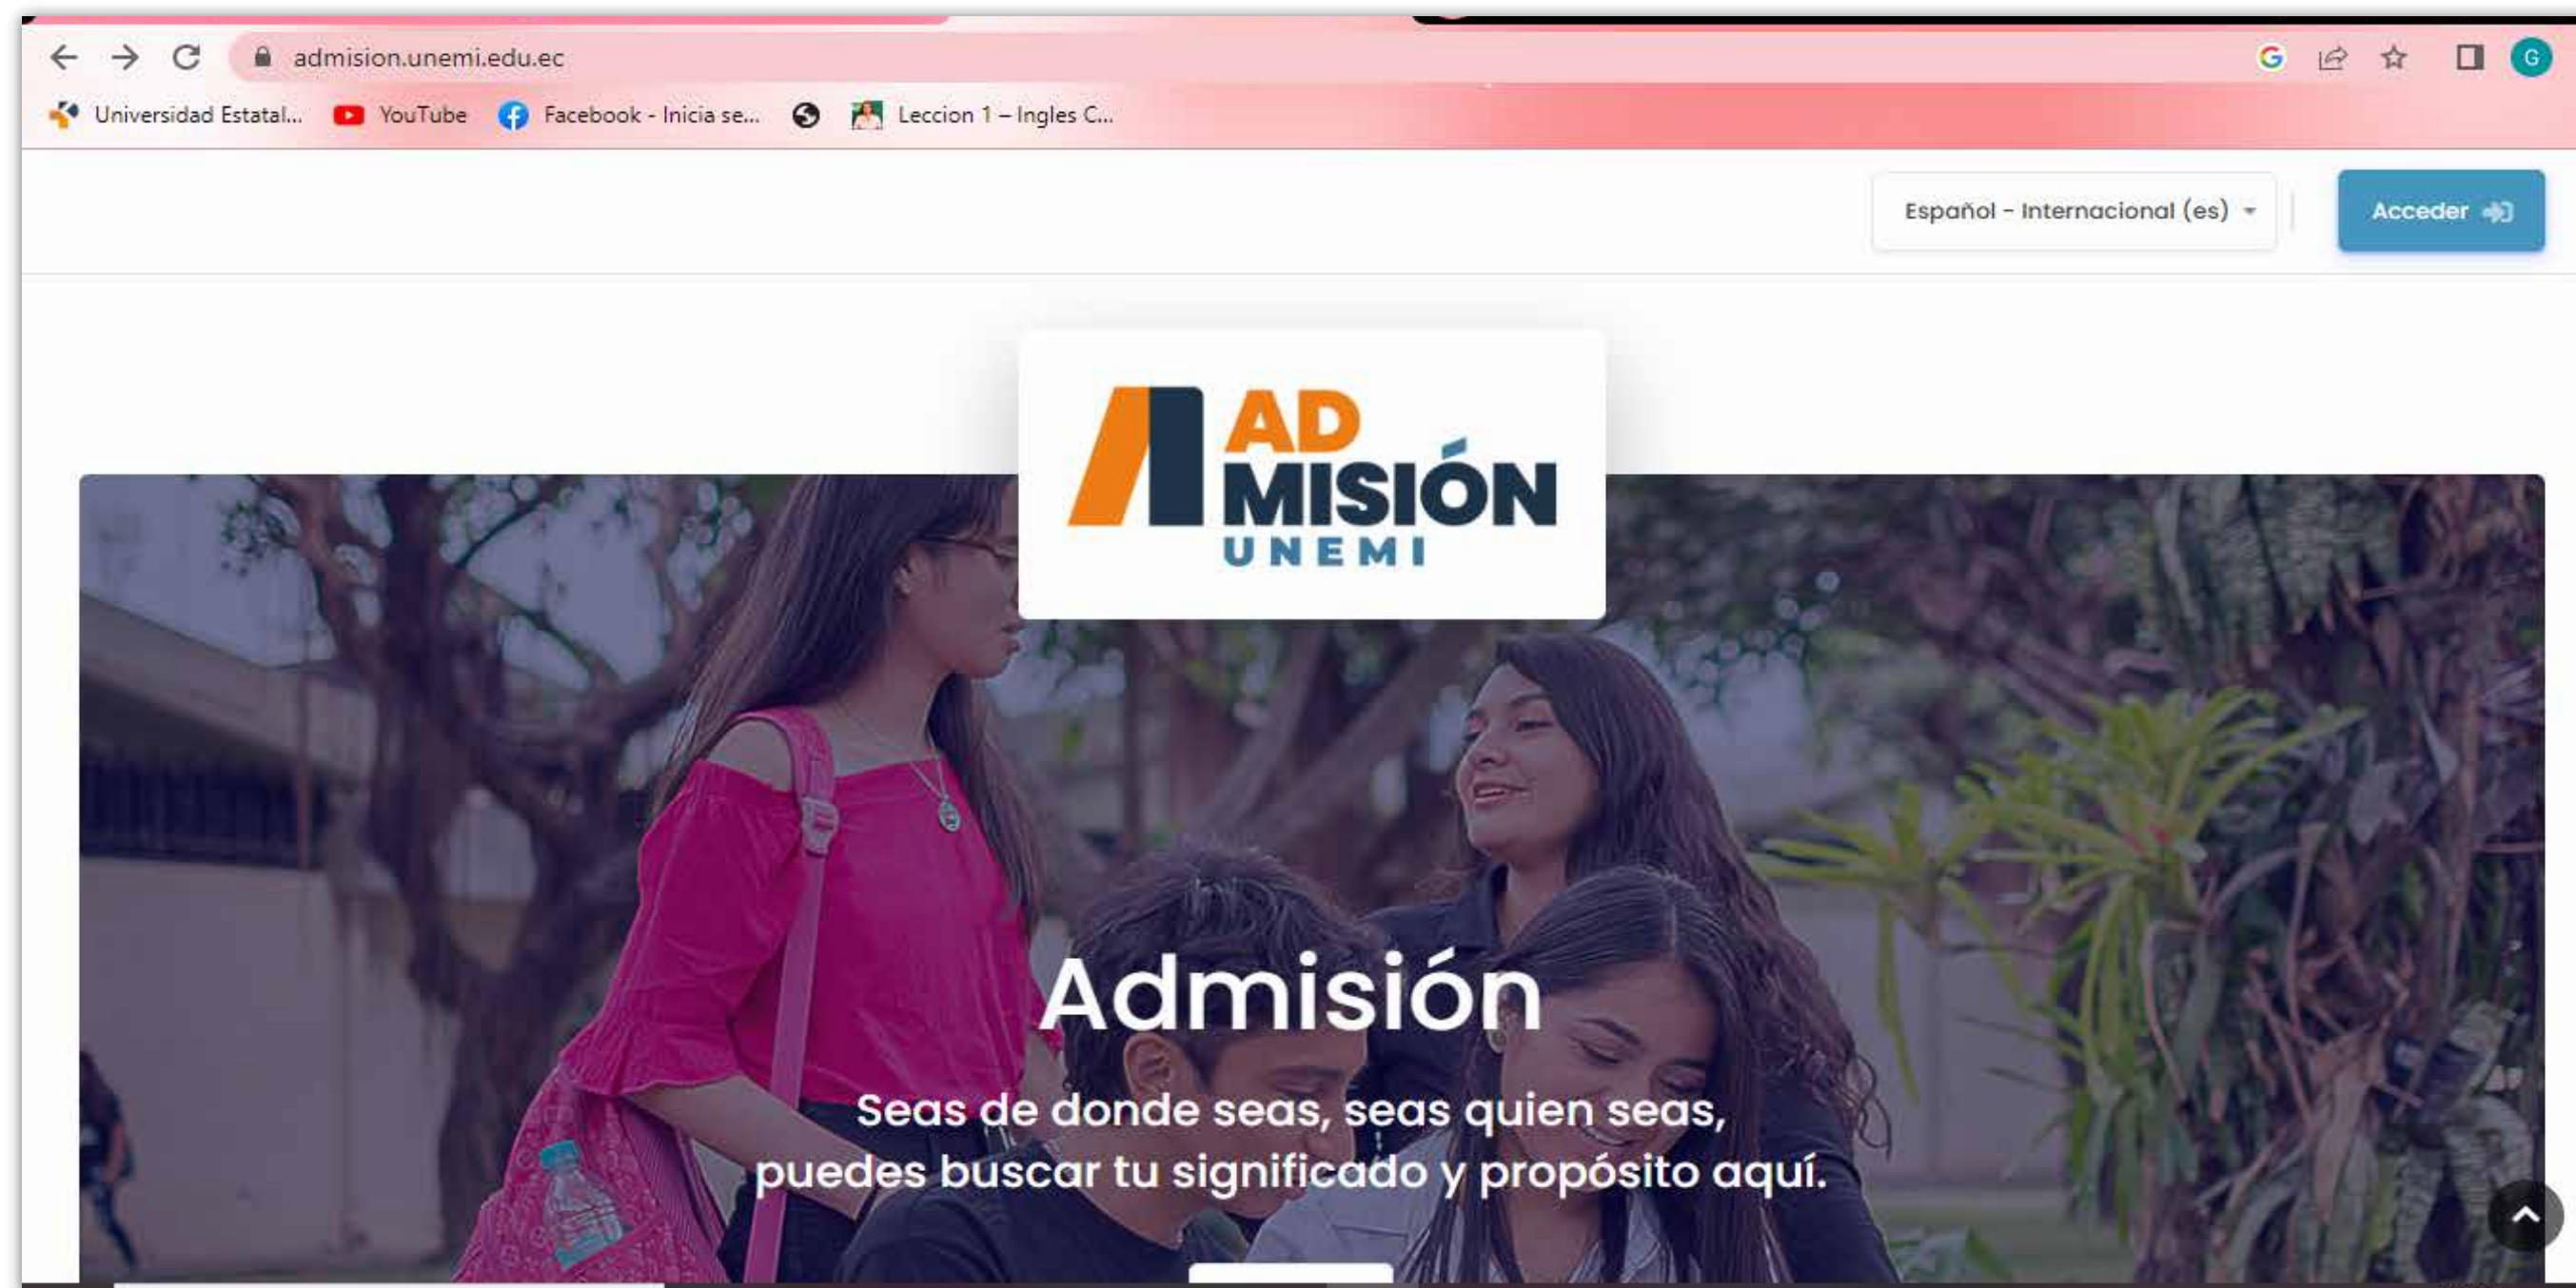 admision.unemi.edu.ec
G
Universidad Estatal...
YouTube
Facebook - Inicia se...
Leccion 1 – Ingles C...
Español - Internacional (es)
Acceder
AD
MISIÓN
UNEMI
Admisión
Seas de donde seas, seas quien seas,
puedes buscar tu significado y propósito aquí.